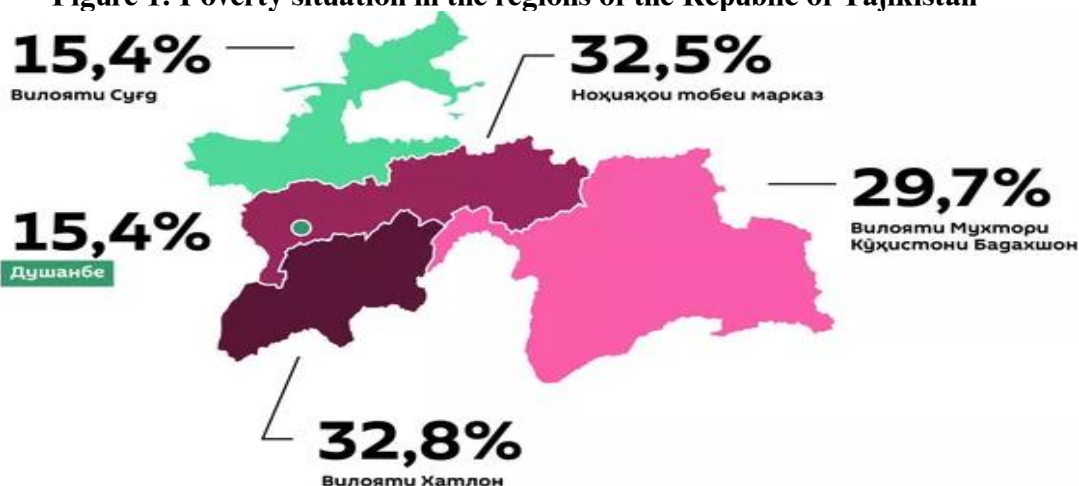 Figure 1: Poverty situation in the regions of the Republic of Tajikistan
15,4%
Вилояти Суғд
32,5%
Ноҳияҳои тобеи марказ
29,7%
Вилояти Мухтори
Кӯҳистони Бадахшон
15,4%
Душанбе
32,8%
Вилояти Хатлон